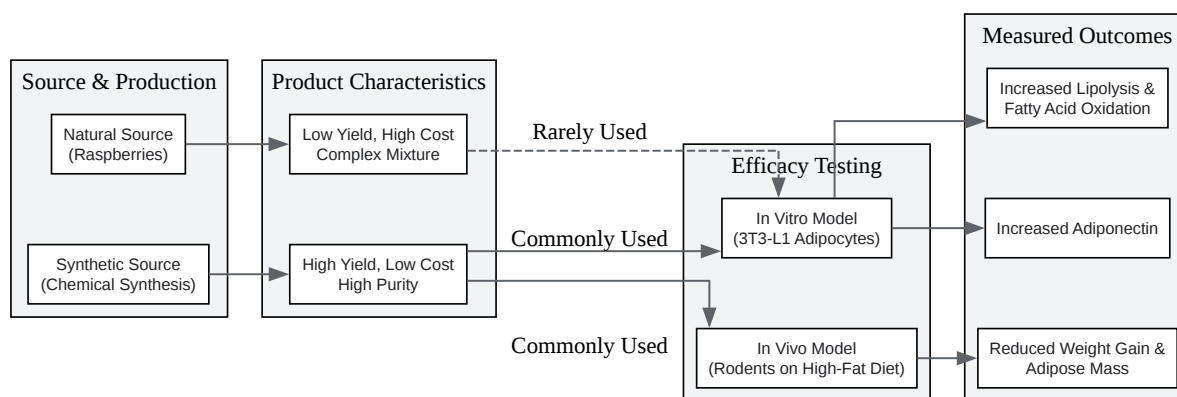 Source & Production
Natural Source
(Raspberries)
Synthetic Source
(Chemical Synthesis)
Product Characteristics
Low Yield, High Cost
Complex Mixture
High Yield, Low Cost
High Purity
Rarely Used
Commonly Used
Commonly Used
Efficacy Testing
In Vitro Model
(3T3-L1 Adipocytes)
In Vivo Model
(Rodents on High-Fat Diet)
Measured Outcomes
Increased Lipolysis &
Fatty Acid Oxidation
Increased Adiponectin
Reduced Weight Gain &
Adipose Mass